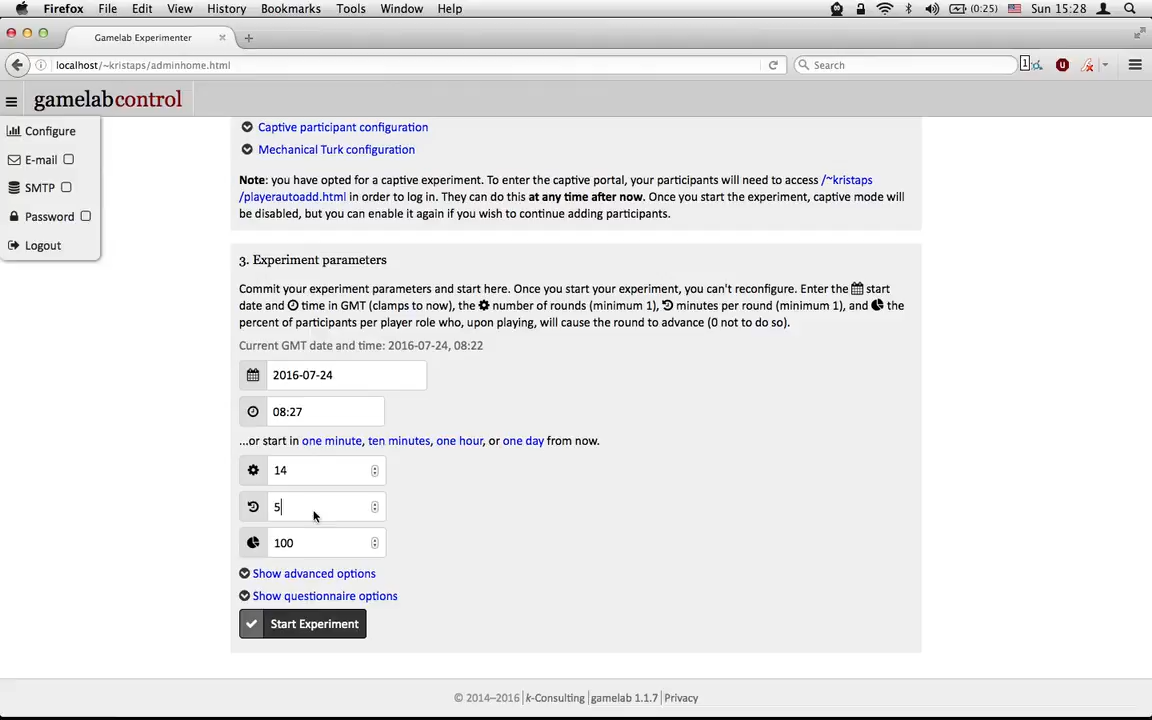 Firefox File Edit View History Bookmarks Tools Window Help (0:25) Sun 15:28
Gamelab Experimenter
localhost/~kristaps/adminhome.html Search 1
gamelabcontrol
Configure
E-mail
SMTP
Password
Logout
Captive participant configuration
Mechanical Turk configuration
Note: you have opted for a captive experiment. To enter the captive portal, your participants will need to access /~kristaps
/playerautoadd.html in order to log in. They can do this at any time after now. Once you start the experiment, captive mode will
be disabled, but you can enable it again if you wish to continue adding participants.
3. Experiment parameters
Commit your experiment parameters and start here. Once you start your experiment, you can't reconfigure. Enter the start
date and time in GMT (clamps to now), the number of rounds (minimum 1), minutes per round (minimum 1), and the
percent of participants per player role who, upon playing, will cause the round to advance (0 not to do so).
Current GMT date and time: 2016-07-24, 08:22
2016-07-24
08:27
...or start in one minute, ten minutes, one hour, or one day from now.
14
5
100
Show advanced options
Show questionnaire options
Start Experiment
© 2014–2016 k-Consulting gamelab 1.1.7 Privacy